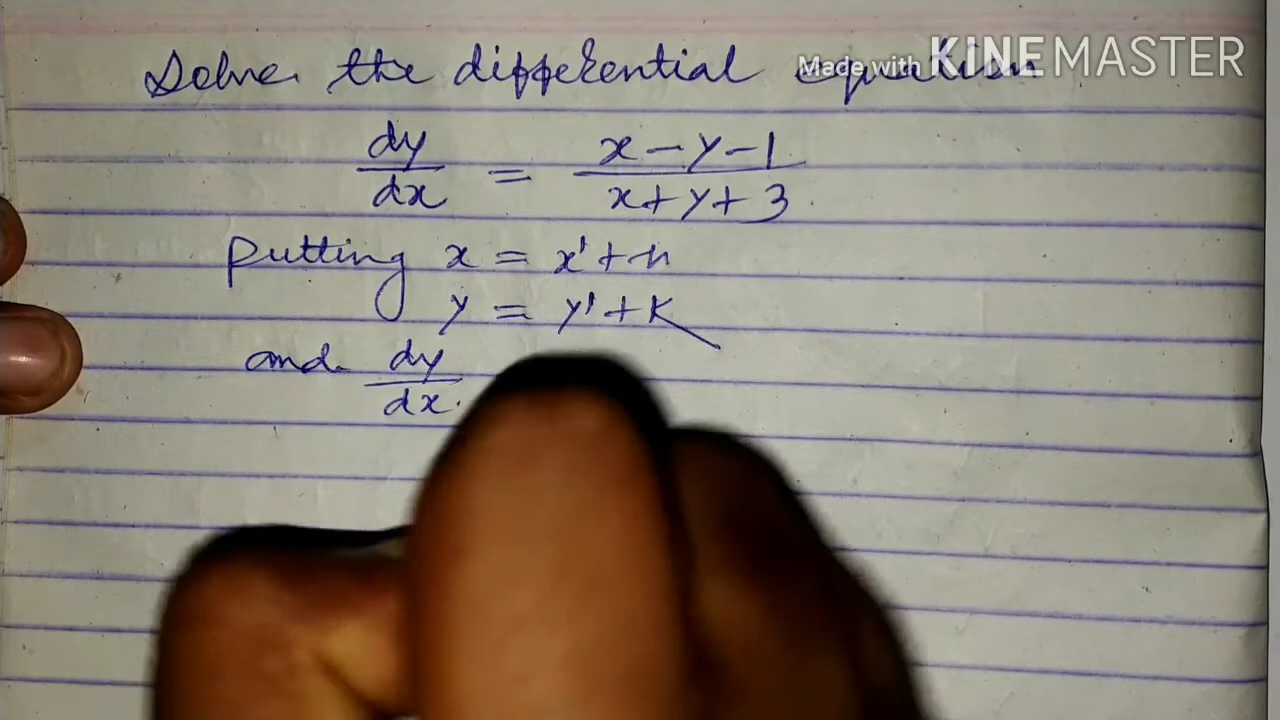 Solve the differential equation
Made with KINEMASTER
dy/dx = x-y-1/x+y+3
putting x = x'+h
y = y'+k
and dy/dx